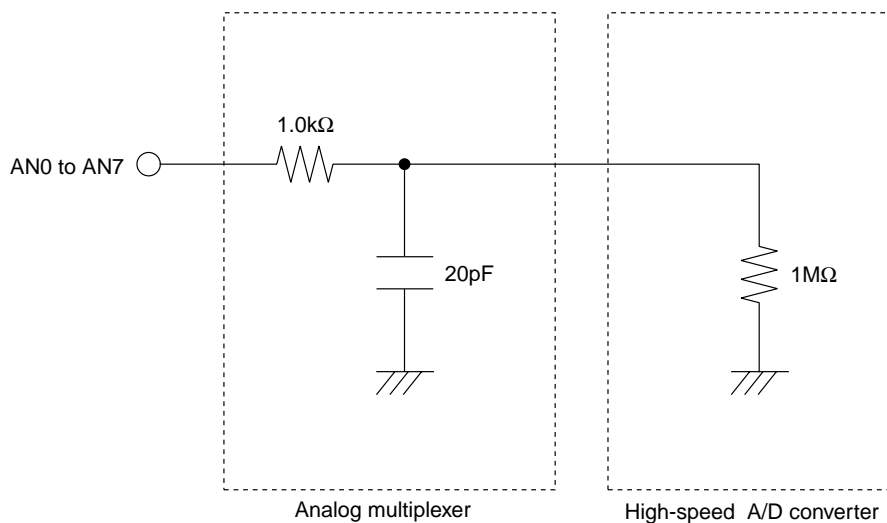 1.0kΩ
AN0 to AN7
20pF
1MΩ
Analog multiplexer
High-speed A/D converter